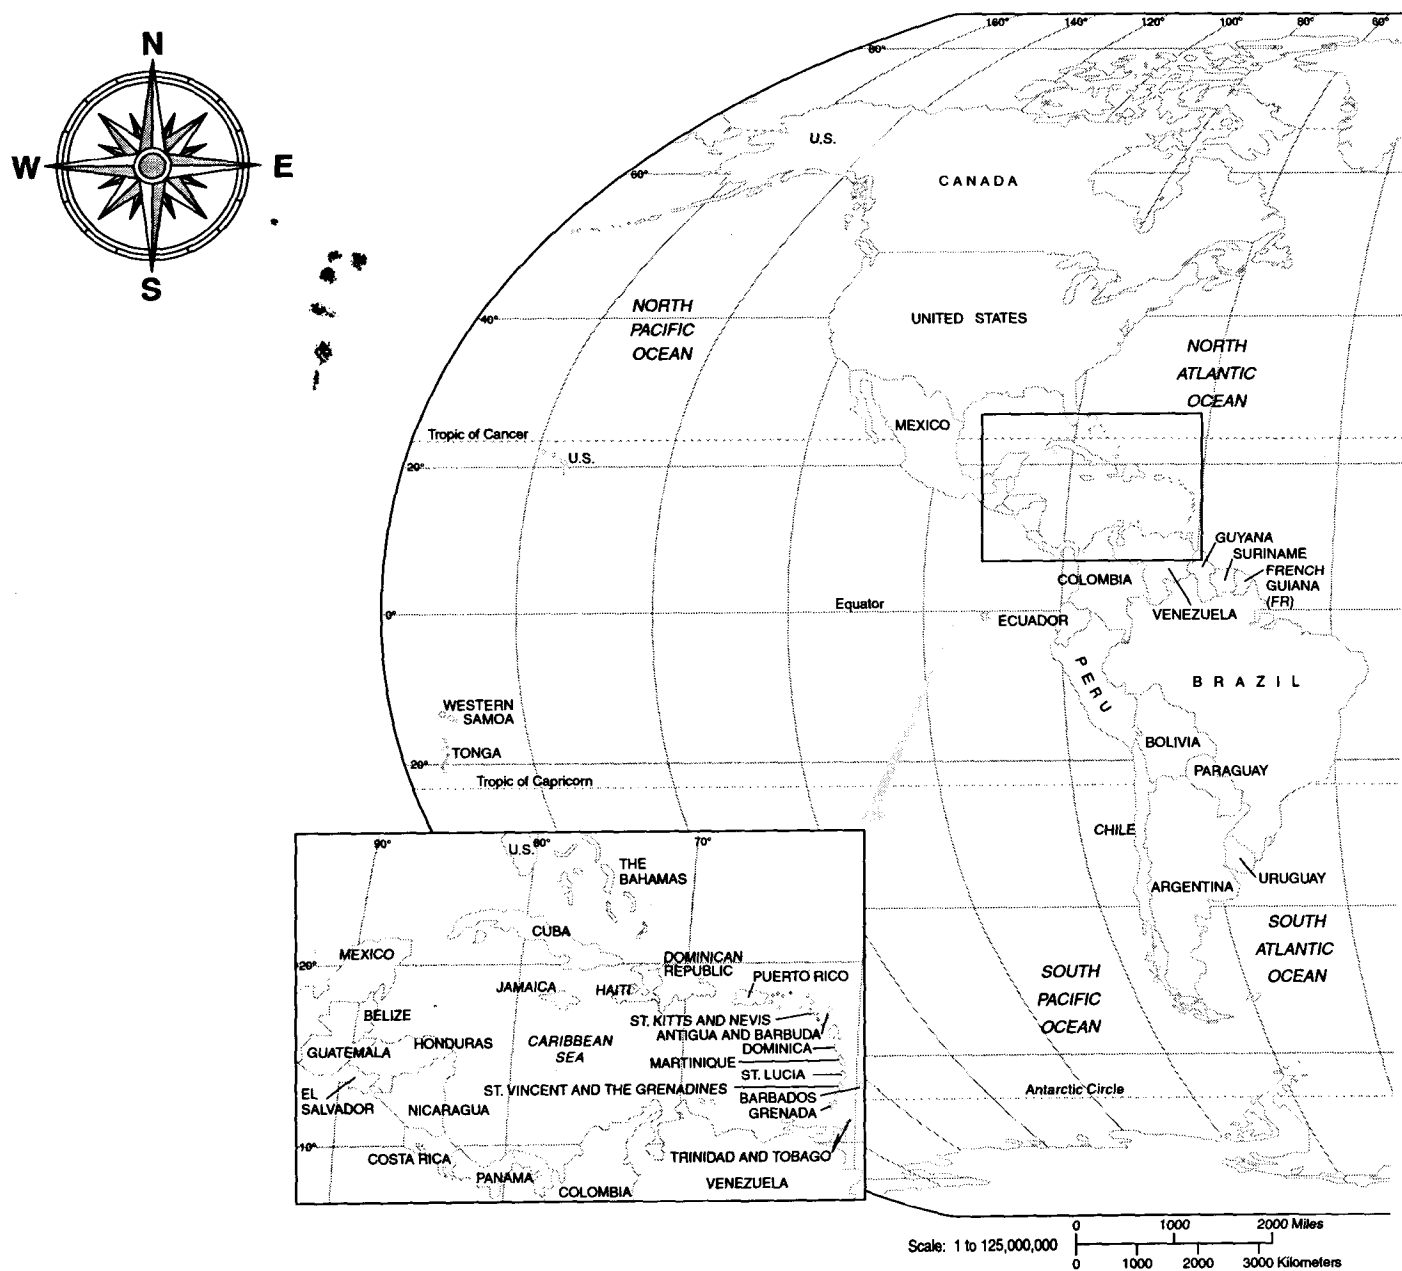 N
W
E
S
160°
140°
120°
100°
80°
60°
80°
U.S.
60°
CANADA
NORTH
PACIFIC
OCEAN
40°
UNITED STATES
NORTH
ATLANTIC
OCEAN
MEXICO
Tropic of Cancer
U.S.
20°
GUYANA
SURINAME
FRENCH
GUIANA
(FR)
COLOMBIA
VENEZUELA
Equator
0°
ECUADOR
PERU
BRAZIL
WESTERN
SAMOA
TONGA
BOLIVIA
20°
PARAGUAY
Tropic of Capricorn
CHILE
URUGUAY
ARGENTINA
SOUTH
ATLANTIC
OCEAN
SOUTH
PACIFIC
OCEAN
Antarctic Circle
90°
U.S.
80°
70°
THE
BAHAMAS
CUBA
MEXICO
20°
DOMINICAN
REPUBLIC
PUERTO RICO
JAMAICA
HAITI
BELIZE
ST. KITTS AND NEVIS
ANTIGUA AND BARBUDA
HONDURAS
CARIBBEAN
SEA
DOMINICA
GUATEMALA
MARTINIQUE
ST. LUCIA
ST. VINCENT AND THE GRENADINES
EL
SALVADOR
BARBADOS
NICARAGUA
GRENADA
10°
COSTA RICA
TRINIDAD AND TOBAGO
PANAMA
VENEZUELA
COLOMBIA
0 1000 2000 Miles
Scale: 1 to 125,000,000
0 1000 2000 3000 Kilometers